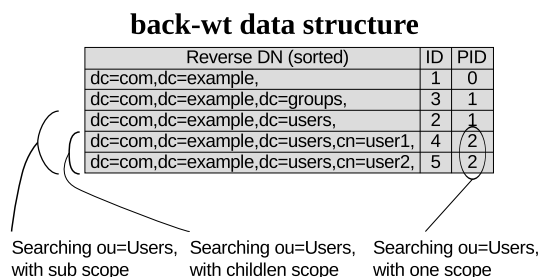 back-wt data structure
Reverse DN (sorted) ID PID
dc=com,dc=example, 1 0
dc=com,dc=example,dc=groups, 3 1
dc=com,dc=example,dc=users, 2 1
dc=com,dc=example,dc=users,cn=user1, 4 2
dc=com,dc=example,dc=users,cn=user2, 5 2
Searching ou=Users, Searching ou=Users, Searching ou=Users,
with sub scope with childlen scope with one scope